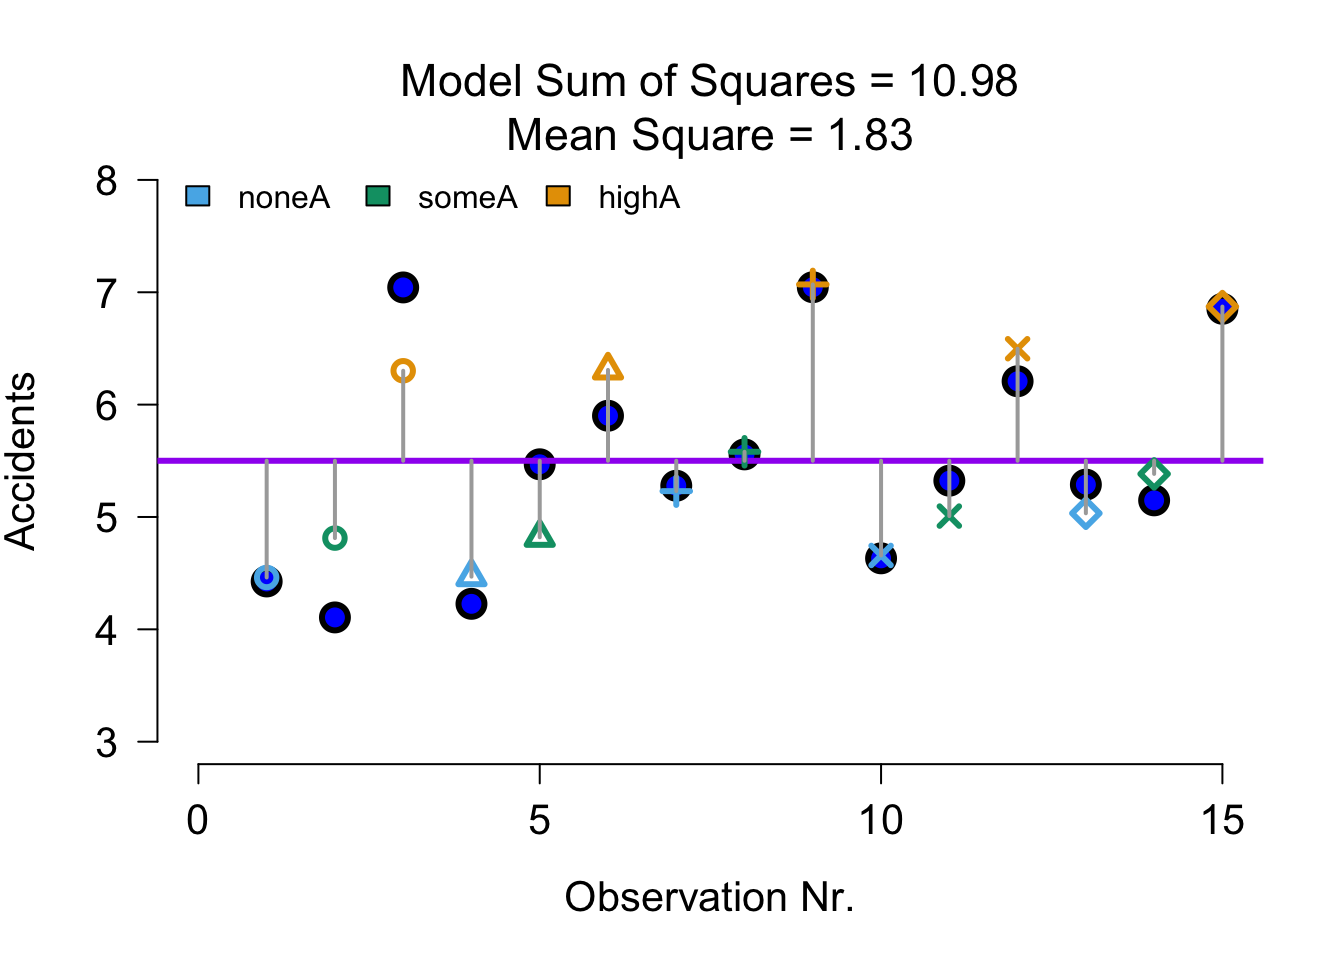 Model Sum of Squares = 10.98
Mean Square = 1.83
noneA someA highA
8
7
6
5
4
3
Accidents
0 5 10 15
Observation Nr.